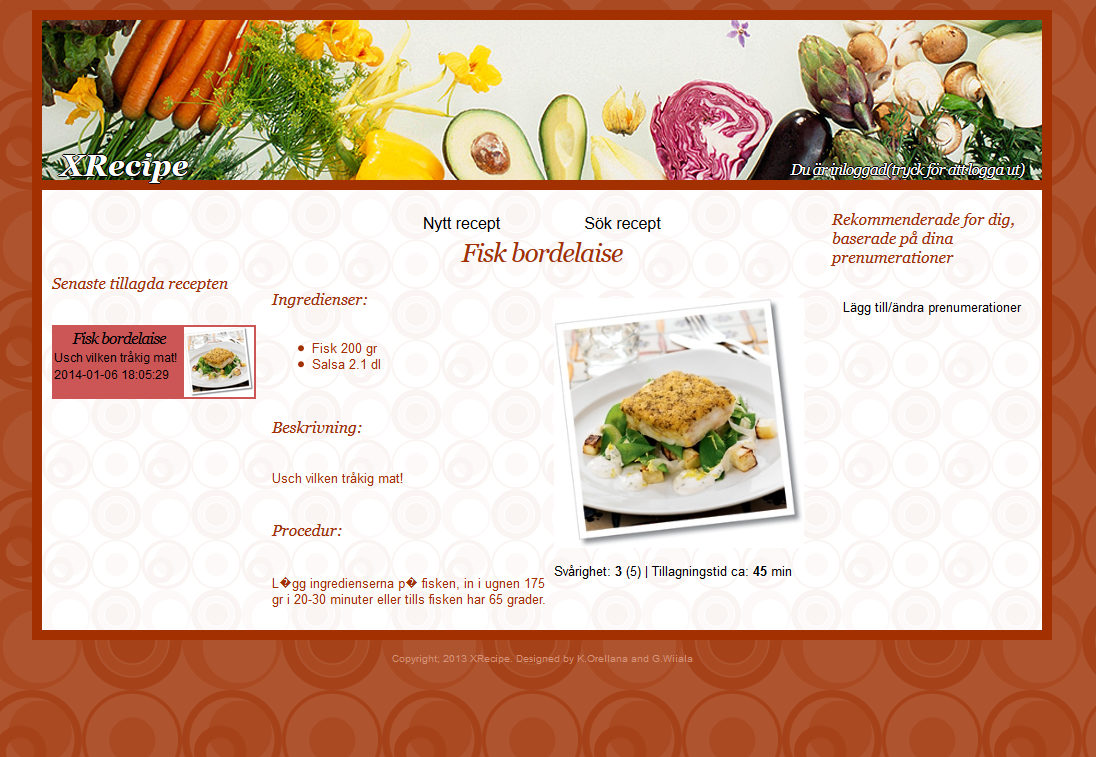 XRecipe
Du är inloggad(tryck för att logga ut)
Nytt recept
Sök recept
Fisk bordelaise
Senaste tillagda recepten
Fisk bordelaise
Usch vilken tråkig mat!
2014-01-06 18:05:29
Ingredienser:
Fisk 200 gr
Salsa 2.1 dl
Beskrivning:
Usch vilken tråkig mat!
Procedur:
L�gg ingredienserna p� fisken, in i ugnen 175
gr i 20-30 minuter eller tills fisken har 65 grader.
Svårighet: 3 (5) | Tillagningstid ca: 45 min
Rekommenderade for dig,
baserade på dina
prenumerationer
Lägg till/ändra prenumerationer
Copyright; 2013 XRecipe. Designed by K.Orellana and G.Wiiala